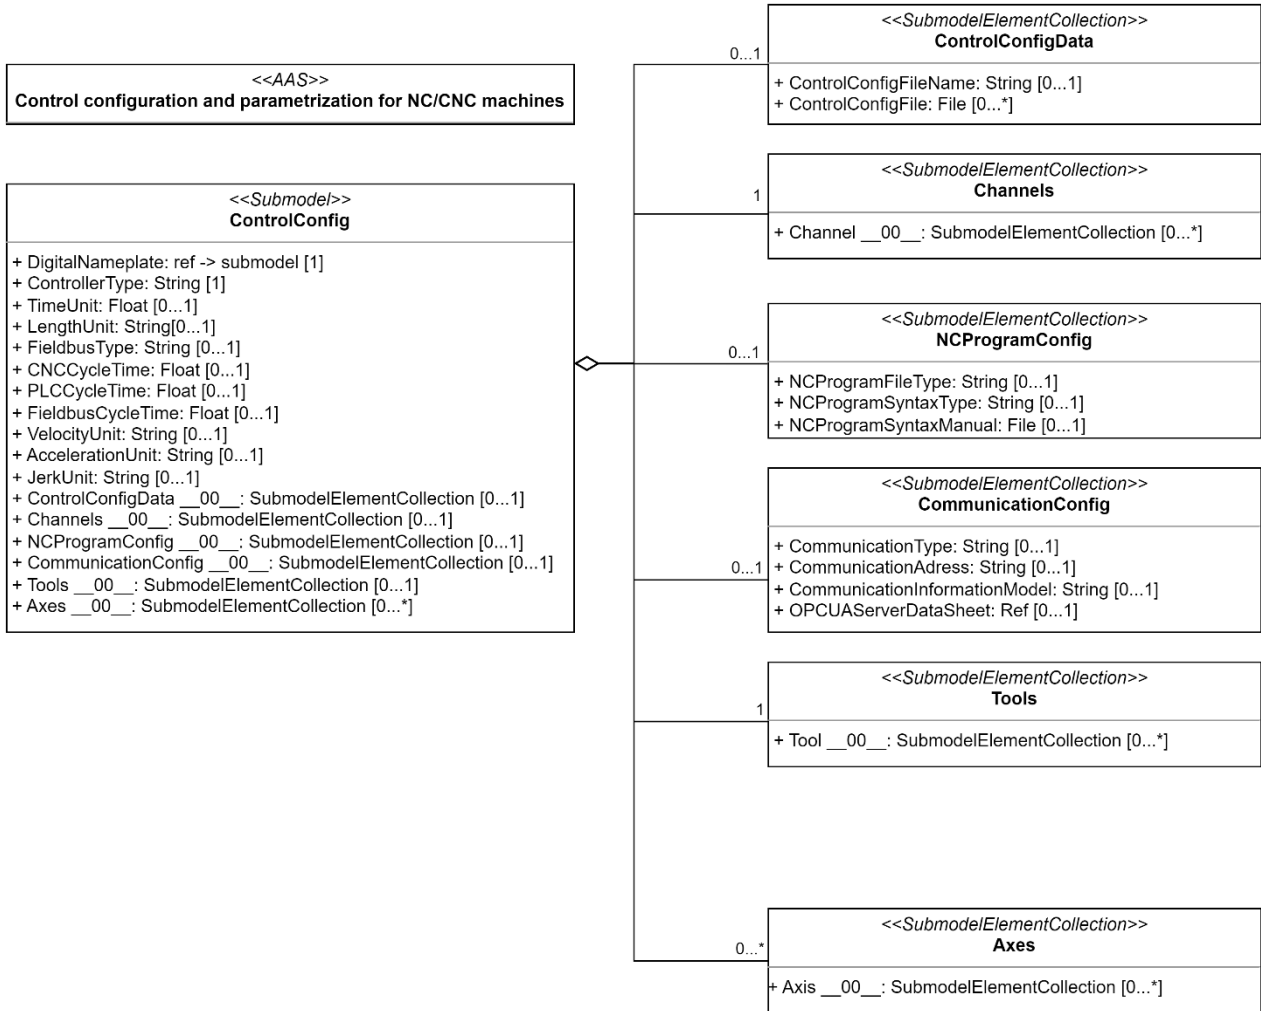 <<AAS>>
Control configuration and parametrization for NC/CNC machines
<<Submodel>>
ControlConfig
+ DigitalNameplate: ref -> submodel [1]
+ ControllerType: String [1]
+ TimeUnit: Float [0...1]
+ LengthUnit: String[0...1]
+ FieldbusType: String [0...1]
+ CNCCycleTime: Float [0...1]
+ PLCCycleTime: Float [0...1]
+ FieldbusCycleTime: Float [0...1]
+ VelocityUnit: String [0...1]
+ AccelerationUnit: String [0...1]
+ JerkUnit: String [0...1]
+ ControlConfigData __00__: SubmodelElementCollection [0...1]
+ Channels __00__: SubmodelElementCollection [0...1]
+ NCProgramConfig __00__: SubmodelElementCollection [0...1]
+ CommunicationConfig __00__: SubmodelElementCollection [0...1]
+ Tools __00__: SubmodelElementCollection [0...1]
+ Axes __00__: SubmodelElementCollection [0...*]
0...1
<<SubmodelElementCollection>>
ControlConfigData
+ ControlConfigFileName: String [0...1]
+ ControlConfigFile: File [0...*]
1
<<SubmodelElementCollection>>
Channels
+ Channel __00__: SubmodelElementCollection [0...*]
0...1
<<SubmodelElementCollection>>
NCProgramConfig
+ NCProgramFileType: String [0...1]
+ NCProgramSyntaxType: String [0...1]
+ NCProgramSyntaxManual: File [0...1]
0...1
<<SubmodelElementCollection>>
CommunicationConfig
+ CommunicationType: String [0...1]
+ CommunicationAdress: String [0...1]
+ CommunicationInformationModel: String [0...1]
+ OPCUAServerDataSheet: Ref [0...1]
1
<<SubmodelElementCollection>>
Tools
+ Tool __00__: SubmodelElementCollection [0...*]
0...*
<<SubmodelElementCollection>>
Axes
+ Axis __00__: SubmodelElementCollection [0...*]